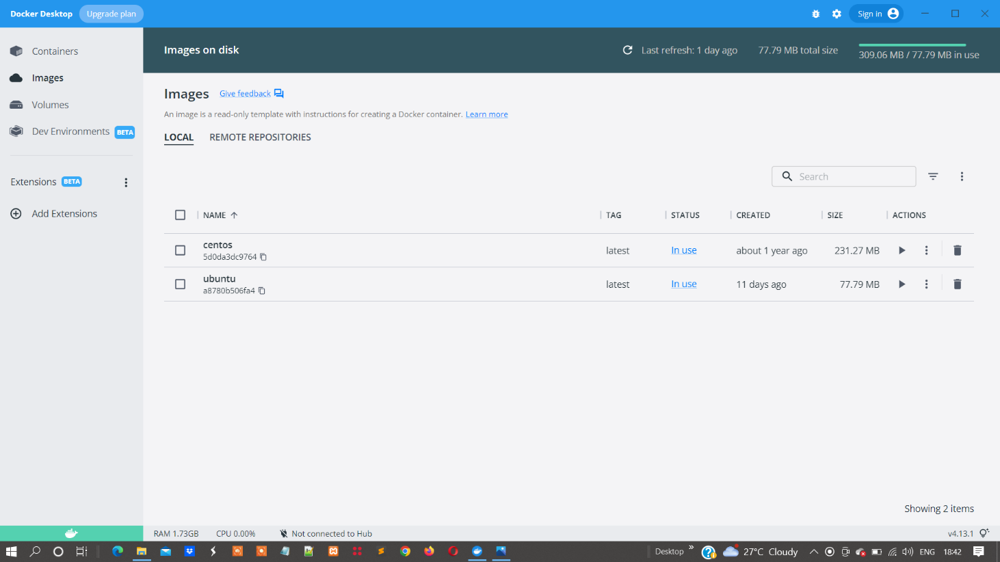 Docker Desktop Upgrade plan Sign in
Containers
Images
Volumes
Dev Environments BETA
Extensions BETA
Add Extensions
Images on disk Last refresh: 1 day ago 77.79 MB total size 309.06 MB / 77.79 MB in use
Images Give feedback
An image is a read-only template with instructions for creating a Docker container. Learn more
LOCAL REMOTE REPOSITORIES
Search
NAME TAG STATUS CREATED SIZE ACTIONS
centos latest In use about 1 year ago 231.27 MB
5d0da3dc9764
ubuntu latest In use 11 days ago 77.79 MB
a8780b506fa4
Showing 2 items
RAM 1.73GB CPU 0.00% Not connected to Hub v4.13.1
Desktop 27°C Cloudy ENG 18:42